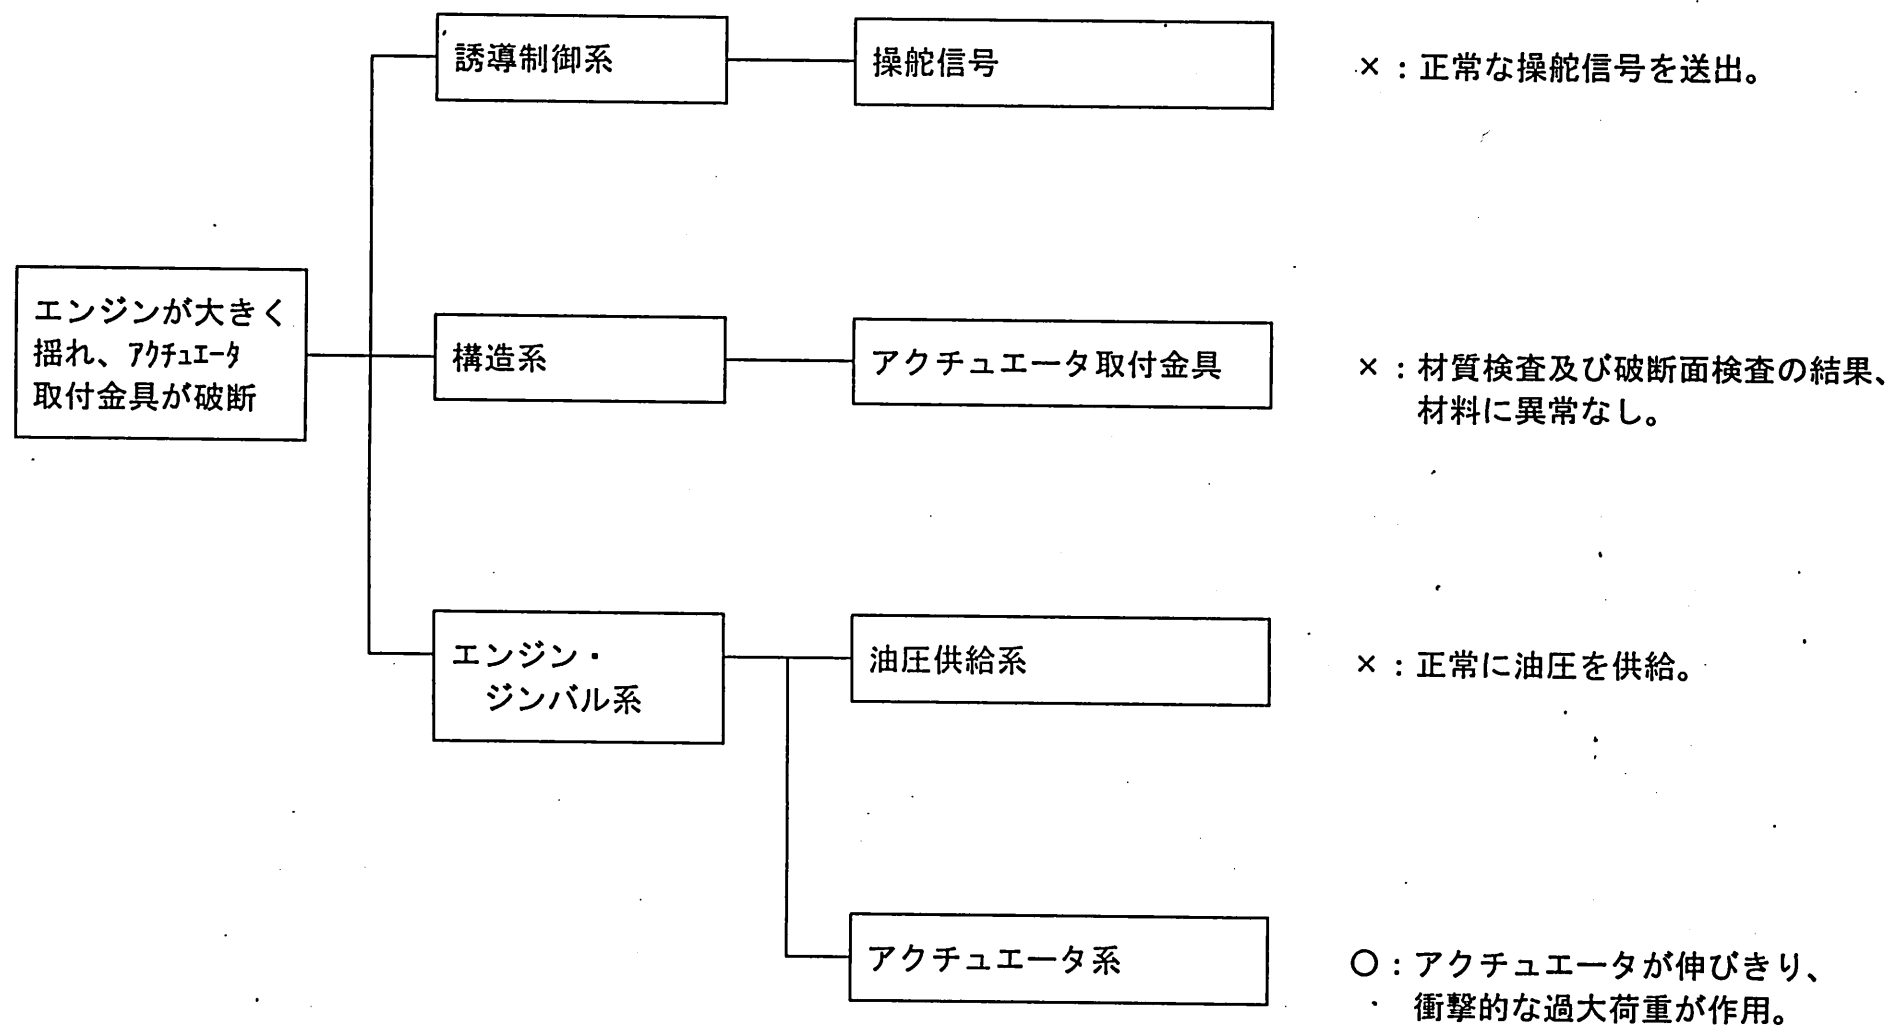 誘導制御系
操舵信号
×：正常な操舵信号を送出。
エンジンが大きく
揺れ、ｱｸﾁｭｴｰﾀ
取付金具が破断
構造系
アクチュエータ取付金具
×：材質検査及び破断面検査の結果、
材料に異常なし。
エンジン・
ジンバル系
油圧供給系
×：正常に油圧を供給。
アクチュエータ系
○：アクチュエータが伸びきり、
衝撃的な過大荷重が作用。